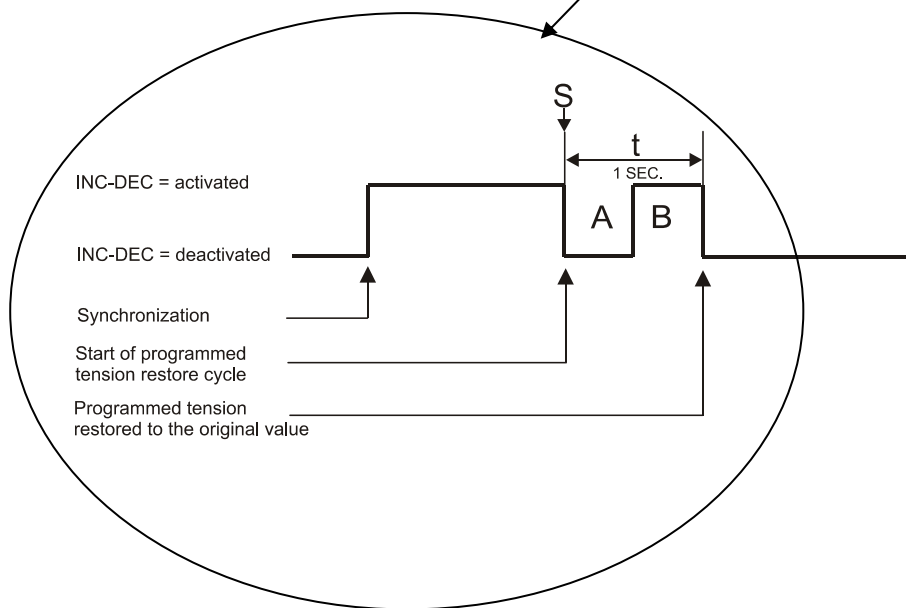 S
t
1 SEC.
INC-DEC = activated
A
B
INC-DEC = deactivated
Synchronization
Start of programmed
tension restore cycle
Programmed tension
restored to the original value